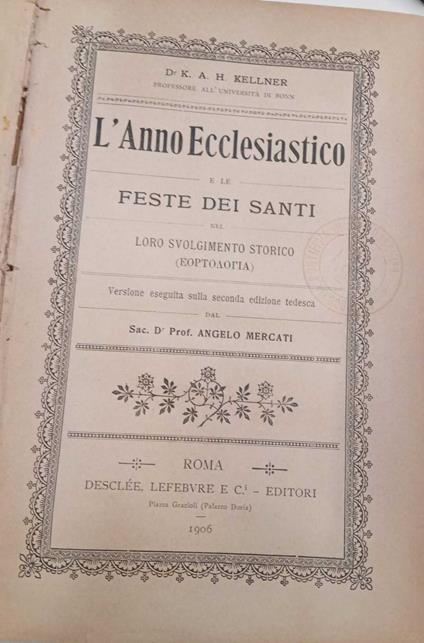 Dr K. A. H. KELLNER
PROFESSORE ALL'UNIVERSITÀ DI BONN
L'Anno Ecclesiastico
E LE
FESTE DEI SANTI
NEL
LORO SVOLGIMENTO STORICO
(ΕΟΡΤΟΛΟΓΙΑ)
Versione eseguita sulla seconda edizione tedesca
DAL
Sac. Dr Prof. ANGELO MERCATI
ROMA
DESCLÉE, LEFEBVRE E C.i - EDITORI
Piazza Grazioli (Palazzo Doria)
1906